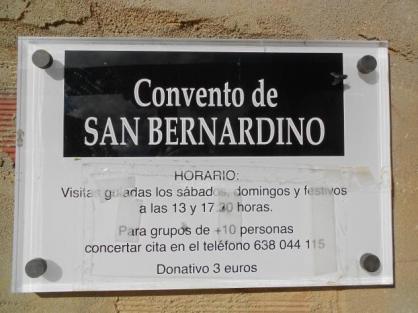 Convento de
SAN BERNARDINO
HORARIO:
Visitas guiadas los sábados, domingos y festivos
a las 13 y 17.30 horas.
Para grupos de +10 personas
concertar cita en el teléfono 638 044 115
Donativo 3 euros